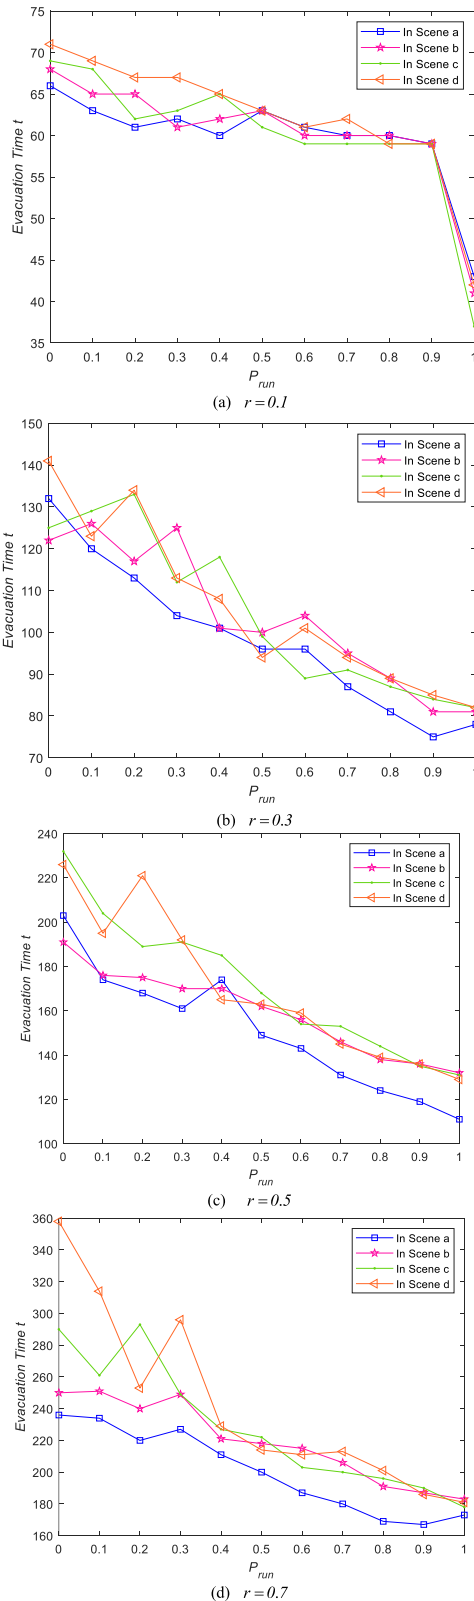 75
70
65
60
55
50
45
40
35
Evacuation Time t
In Scene a
In Scene b
In Scene c
In Scene d
0 0.1 0.2 0.3 0.4 0.5 0.6 0.7 0.8 0.9 1
P_run
(a) r=0.1
150
140
130
120
110
100
90
80
70
Evacuation Time t
In Scene a
In Scene b
In Scene c
In Scene d
0 0.1 0.2 0.3 0.4 0.5 0.6 0.7 0.8 0.9 1
P_run
(b) r=0.3
240
220
200
180
160
140
120
100
Evacuation Time t
In Scene a
In Scene b
In Scene c
In Scene d
0 0.1 0.2 0.3 0.4 0.5 0.6 0.7 0.8 0.9 1
P_run
(c) r=0.5
360
340
320
300
280
260
240
220
200
180
160
Evacuation Time t
In Scene a
In Scene b
In Scene c
In Scene d
0 0.1 0.2 0.3 0.4 0.5 0.6 0.7 0.8 0.9 1
P_run
(d) r=0.7